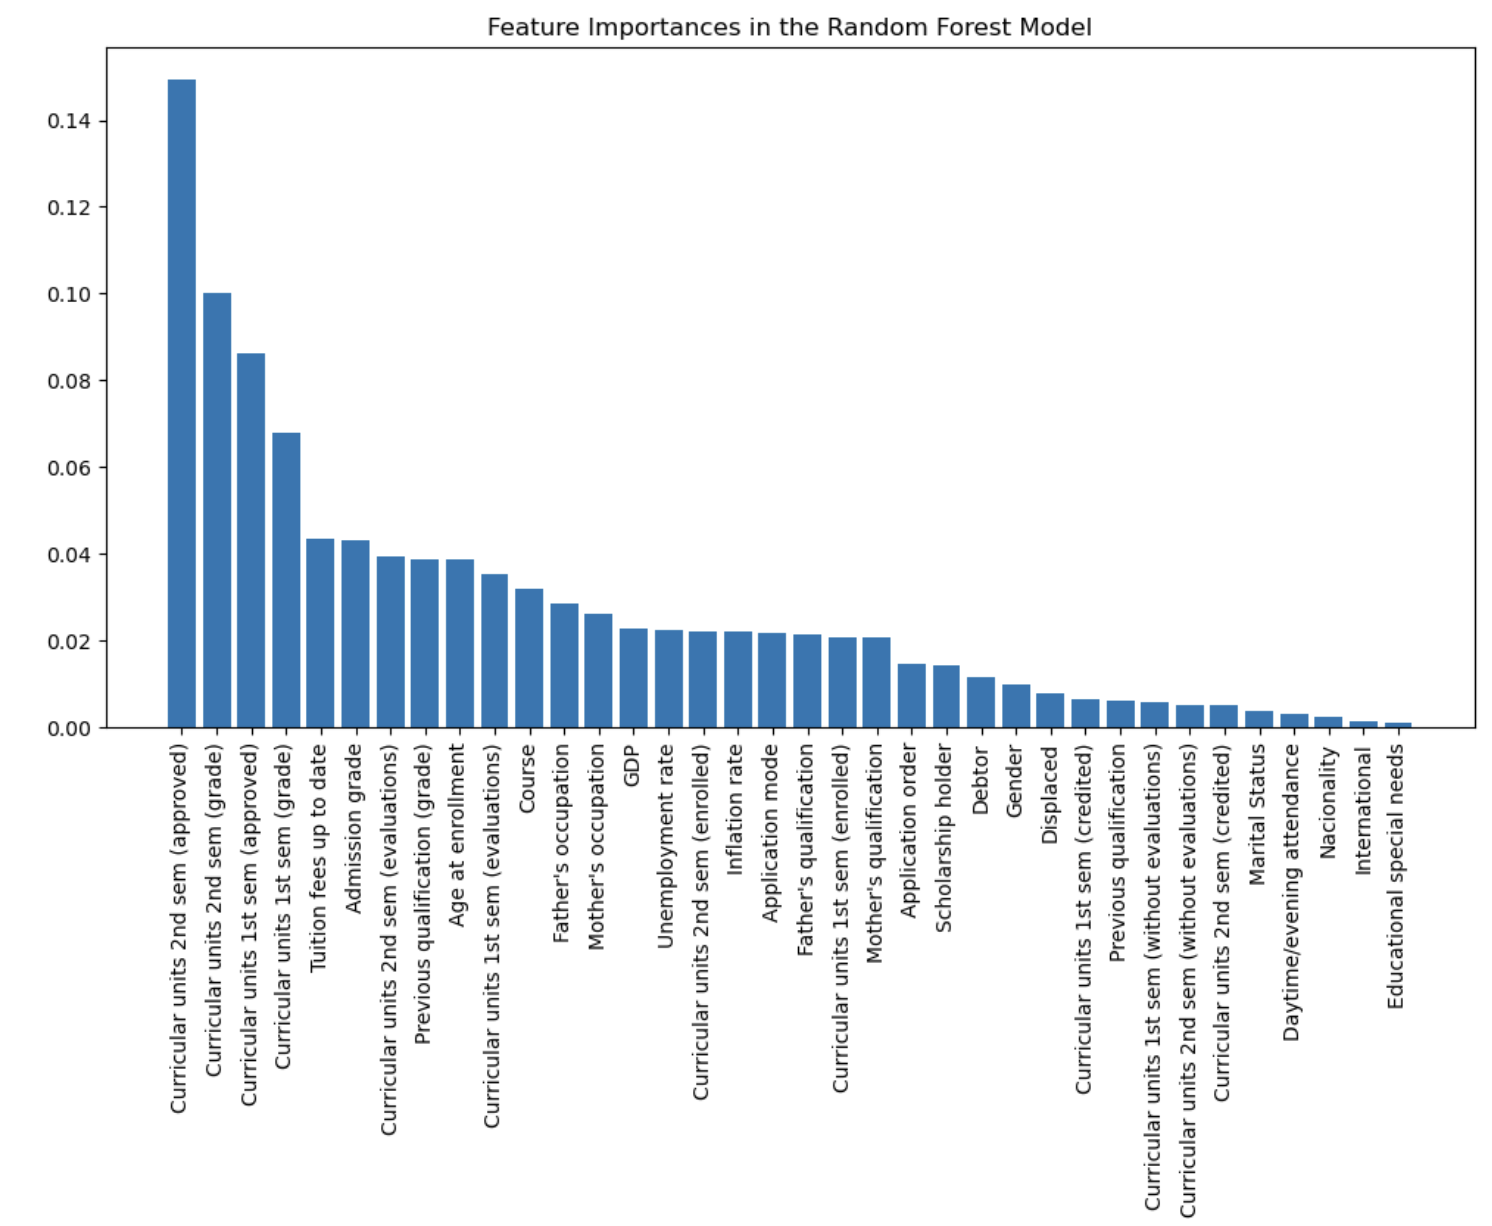 Feature Importances in the Random Forest Model
0.14
0.12
0.10
0.08
0.06
0.04
0.02
0.00
Curricular units 2nd sem (approved)
Curricular units 2nd sem (grade)
Curricular units 1st sem (approved)
Curricular units 1st sem (grade)
Tuition fees up to date
Admission grade
Curricular units 2nd sem (evaluations)
Previous qualification (grade)
Age at enrollment
Curricular units 1st sem (evaluations)
Course
Father's occupation
Mother's occupation
GDP
Unemployment rate
Curricular units 2nd sem (enrolled)
Inflation rate
Application mode
Father's qualification
Curricular units 1st sem (enrolled)
Mother's qualification
Application order
Scholarship holder
Debtor
Gender
Displaced
Curricular units 1st sem (credited)
Previous qualification
Curricular units 1st sem (without evaluations)
Curricular units 2nd sem (without evaluations)
Curricular units 2nd sem (credited)
Marital Status
Daytime/evening attendance
Nacionality
International
Educational special needs